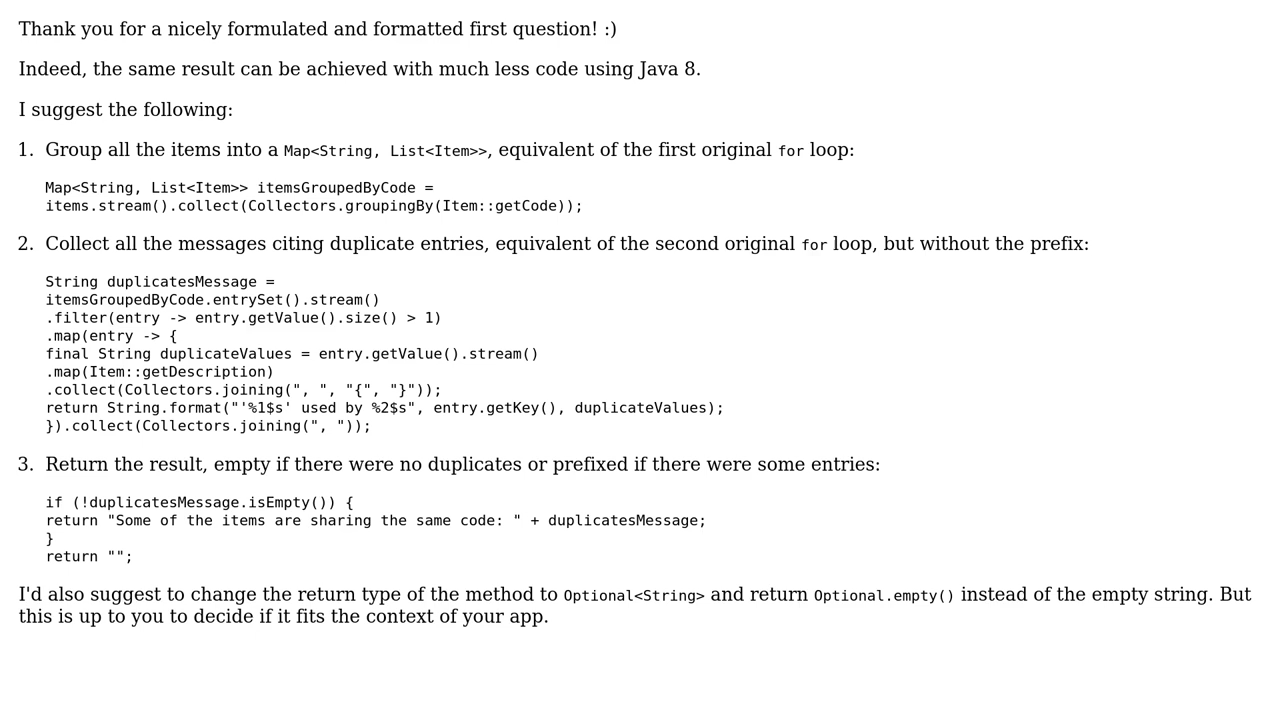 Thank you for a nicely formulated and formatted first question! :)
Indeed, the same result can be achieved with much less code using Java 8.
I suggest the following:
1. Group all the items into a Map<String, List<Item>>, equivalent of the first original for loop:
Map<String, List<Item>> itemsGroupedByCode =
items.stream().collect(Collectors.groupingBy(Item::getCode));
2. Collect all the messages citing duplicate entries, equivalent of the second original for loop, but without the prefix:
String duplicatesMessage =
itemsGroupedByCode.entrySet().stream()
.filter(entry -> entry.getValue().size() > 1)
.map(entry -> {
final String duplicateValues = entry.getValue().stream()
.map(Item::getDescription)
.collect(Collectors.joining(", ", "{", "}"));
return String.format("'%1$s' used by %2$s", entry.getKey(), duplicateValues);
}).collect(Collectors.joining(", "));
3. Return the result, empty if there were no duplicates or prefixed if there were some entries:
if (!duplicatesMessage.isEmpty()) {
return "Some of the items are sharing the same code: " + duplicatesMessage;
}
return "";
I'd also suggest to change the return type of the method to Optional<String> and return Optional.empty() instead of the empty string. But
this is up to you to decide if it fits the context of your app.